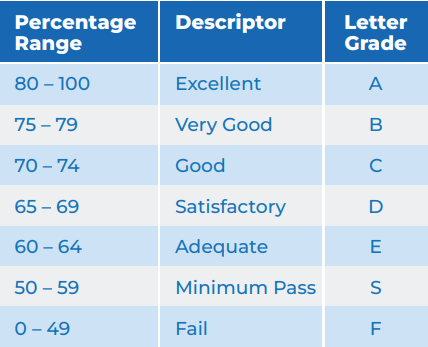 Percentage Range Descriptor Letter Grade
80 – 100 Excellent A
75 – 79 Very Good B
70 – 74 Good C
65 – 69 Satisfactory D
60 – 64 Adequate E
50 – 59 Minimum Pass S
0 – 49 Fail F